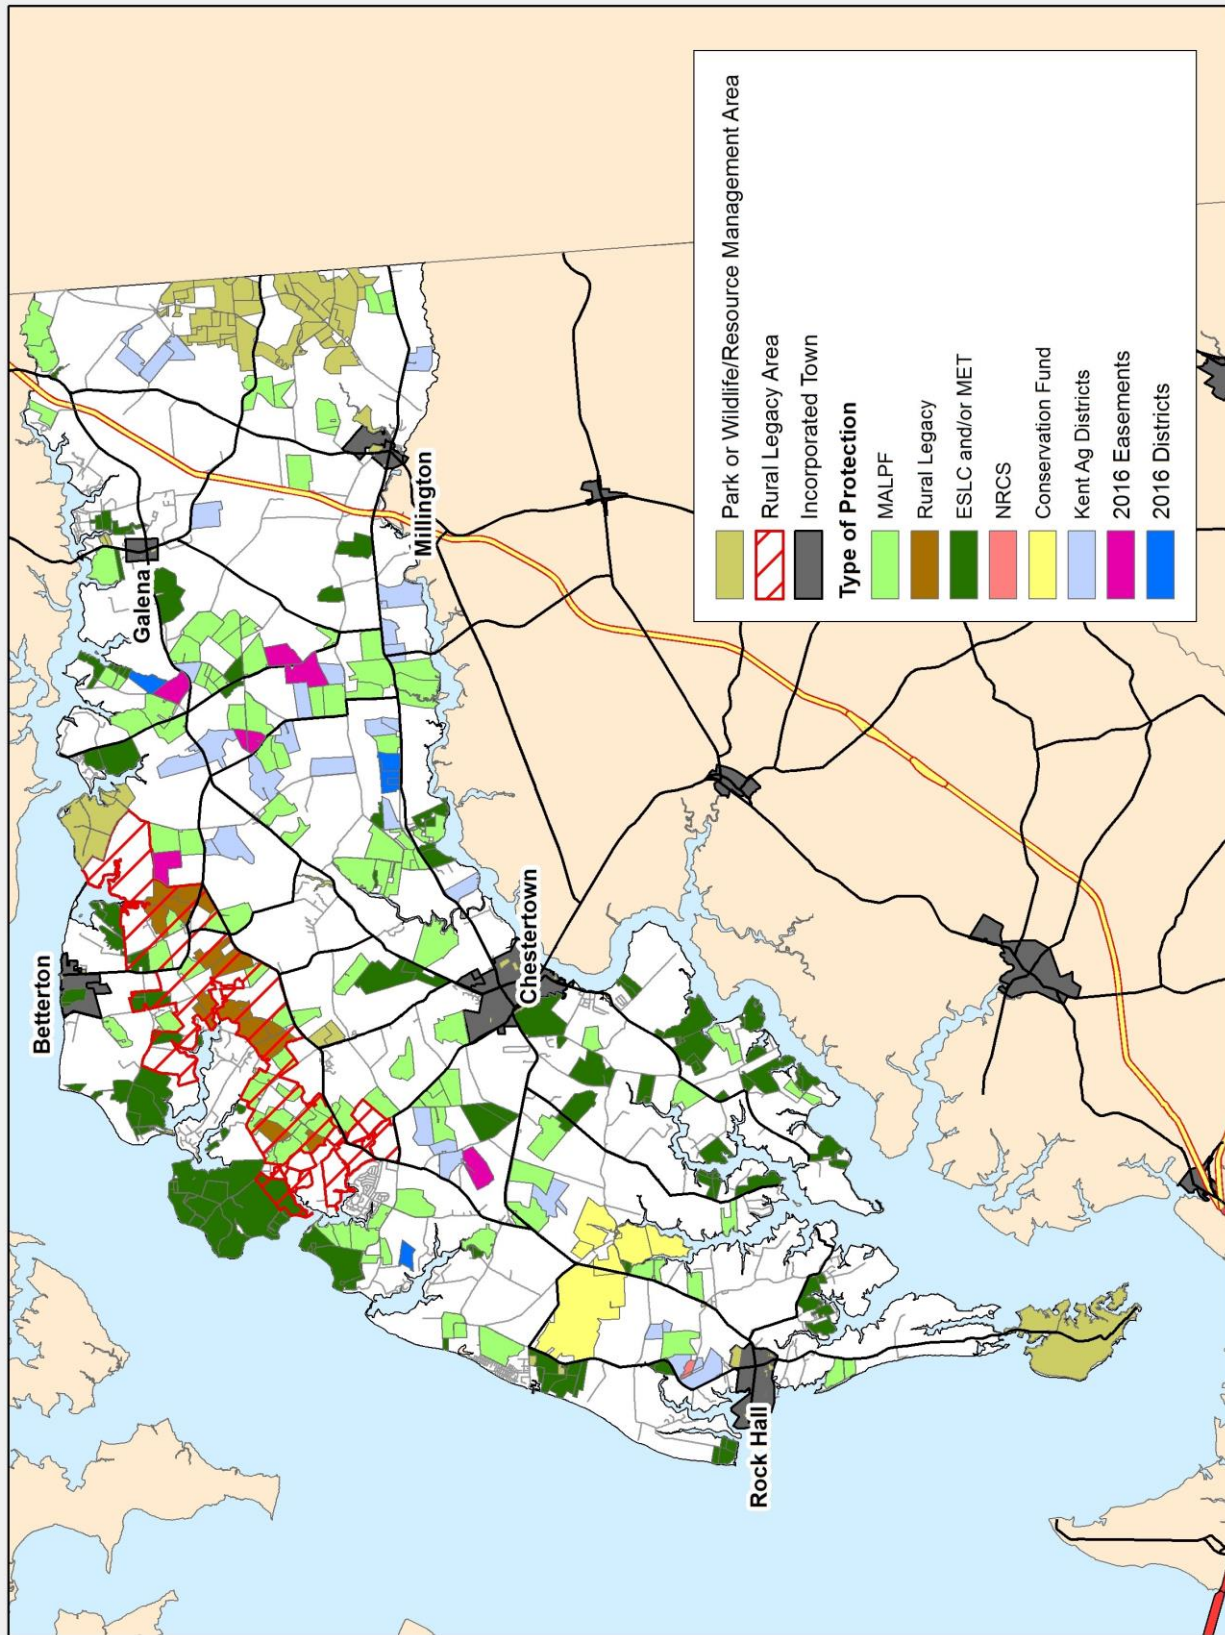 Betterton
Galena
Millington
Chestertown
Rock Hall
Park or Wildlife/Resource Management Area
Rural Legacy Area
Incorporated Town
Type of Protection
MALPF
Rural Legacy
ESLC and/or MET
NRCS
Conservation Fund
Kent Ag Districts
2016 Easements
2016 Districts